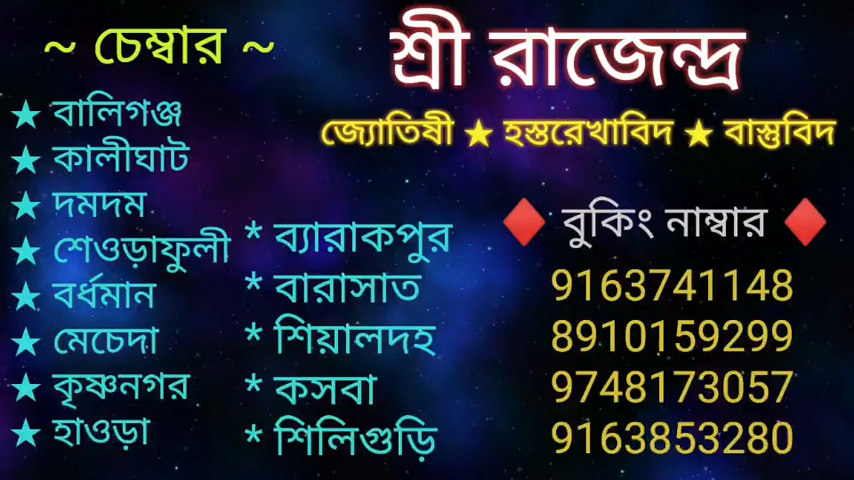 ~ চেম্বার ~
★ বালিগঞ্জ
★ কালীঘাট
★ দমদম
★ শেওড়াফুলী
★ বর্ধমান
★ মেচেদা
★ কৃষ্ণনগর
★ হাওড়া
* ব্যারাকপুর
* বারাসাত
* শিয়ালদহ
* কসবা
* শিলিগুড়ি
শ্রী রাজেন্দ্র
জ্যোতিষী ★ হস্তরেখাবিদ ★ বাস্তুবিদ
♦ বুকিং নাম্বার ♦
9163741148
8910159299
9748173057
9163853280